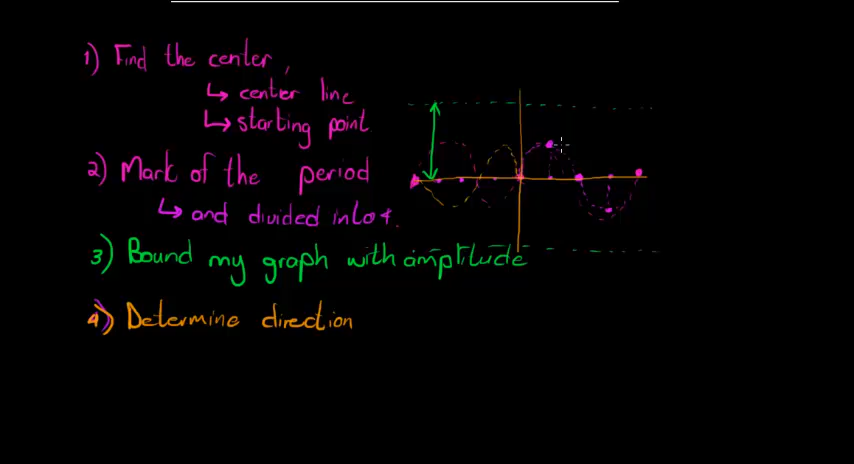 1) Find the center,
↳ center line
↳ starting point.
2) Mark of the period
↳ and divided into 4.
3) Bound my graph with amplitude
4) Determine direction